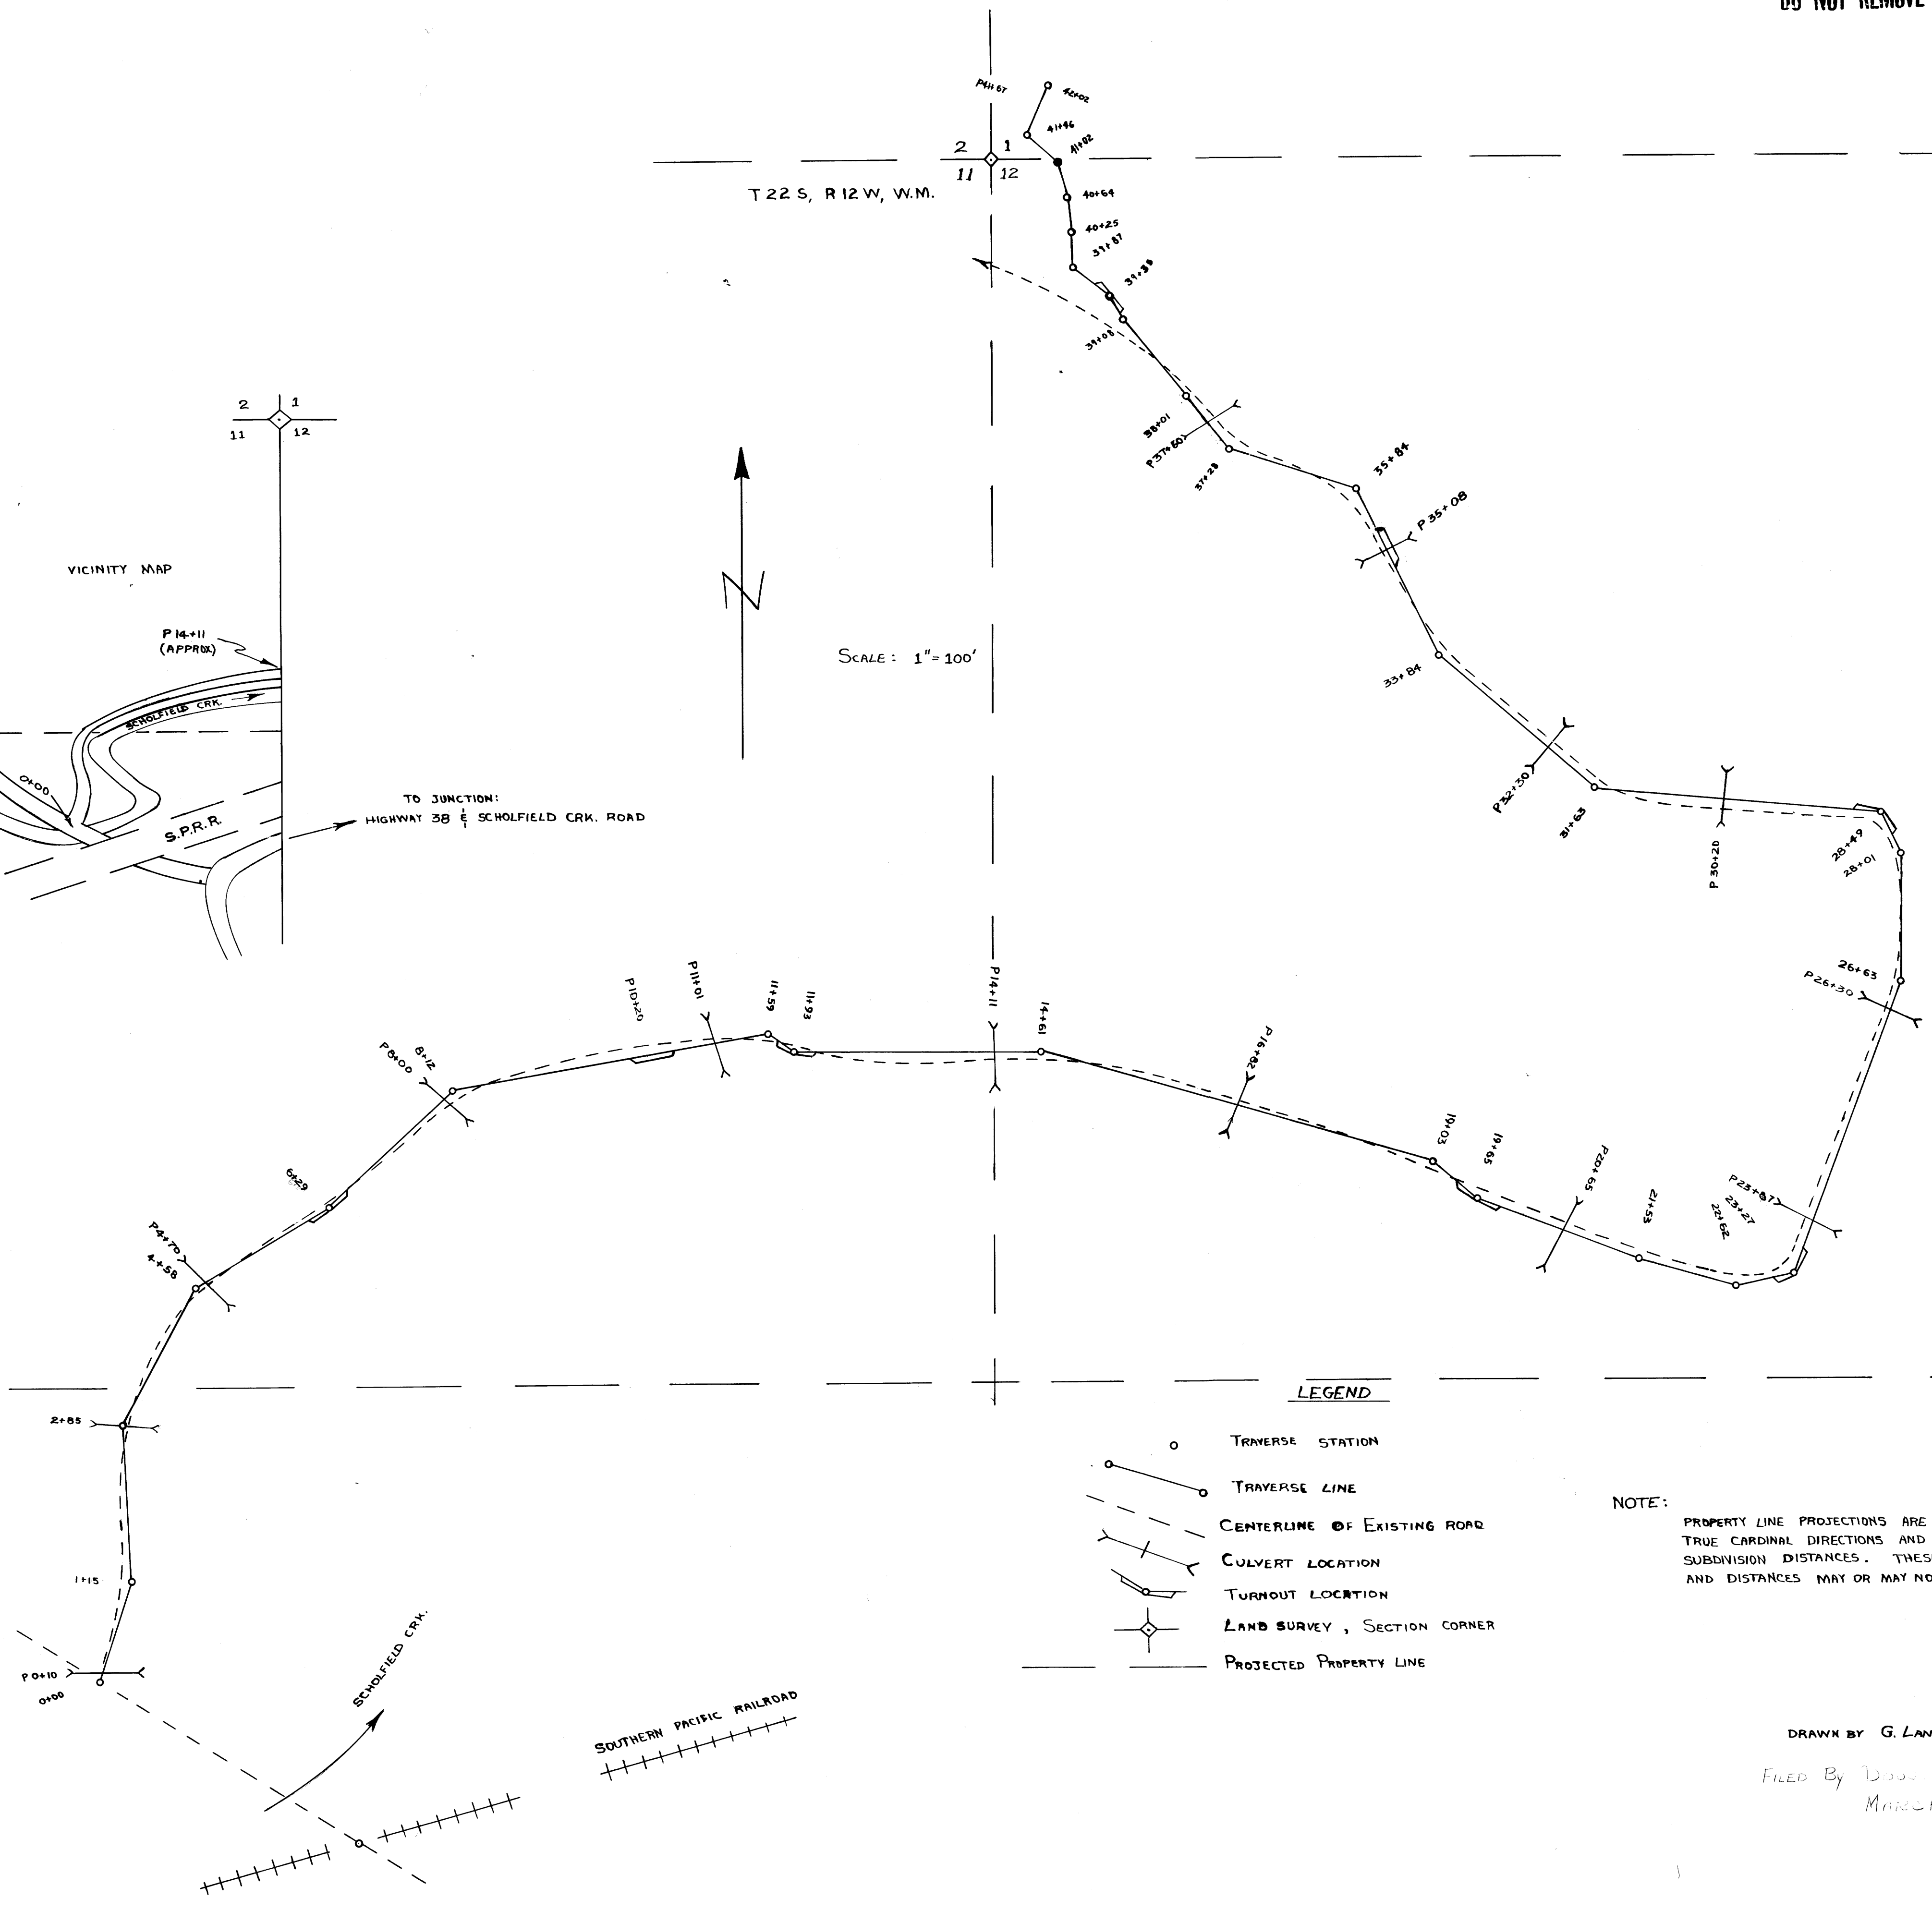 DO NOT REMOVE
P41+67
42+02
41+46
41+02
2 1
11 12
T 22 S, R 12 W, W.M.
40+64
40+25
39+87
39+38
39+08
38+01
P37+60
37+28
35+84
P 35+08
33+84
P32+30
31+63
P 30+20
28+49
28+01
26+63
P26+30
2 1
11 12
VICINITY MAP
P 14+11
(APPROX)
SCHOLFIELD CRK.
0+00
S.P.R.R.
TO JUNCTION:
HIGHWAY 38 & SCHOLFIELD CRK. ROAD
N
SCALE: 1"=100'
P10+20
P11+01
11+59
11+93
P14+11
14+61
P16+82
19+03
19+65
P20+65
21+53
22+62
23+27
P23+87
P8+00
8+12
6+29
P4+70
4+58
2+85
1+15
P 0+10
0+00
SCHOLFIELD CRK.
SOUTHERN PACIFIC RAILROAD
LEGEND
TRAVERSE STATION
TRAVERSE LINE
CENTERLINE OF EXISTING ROAD
CULVERT LOCATION
TURNOUT LOCATION
LAND SURVEY, SECTION CORNER
PROJECTED PROPERTY LINE
NOTE:
PROPERTY LINE PROJECTIONS ARE
TRUE CARDINAL DIRECTIONS AND
SUBDIVISION DISTANCES. THESE
AND DISTANCES MAY OR MAY NO
DRAWN BY G. LAN
FILED By
MARCH